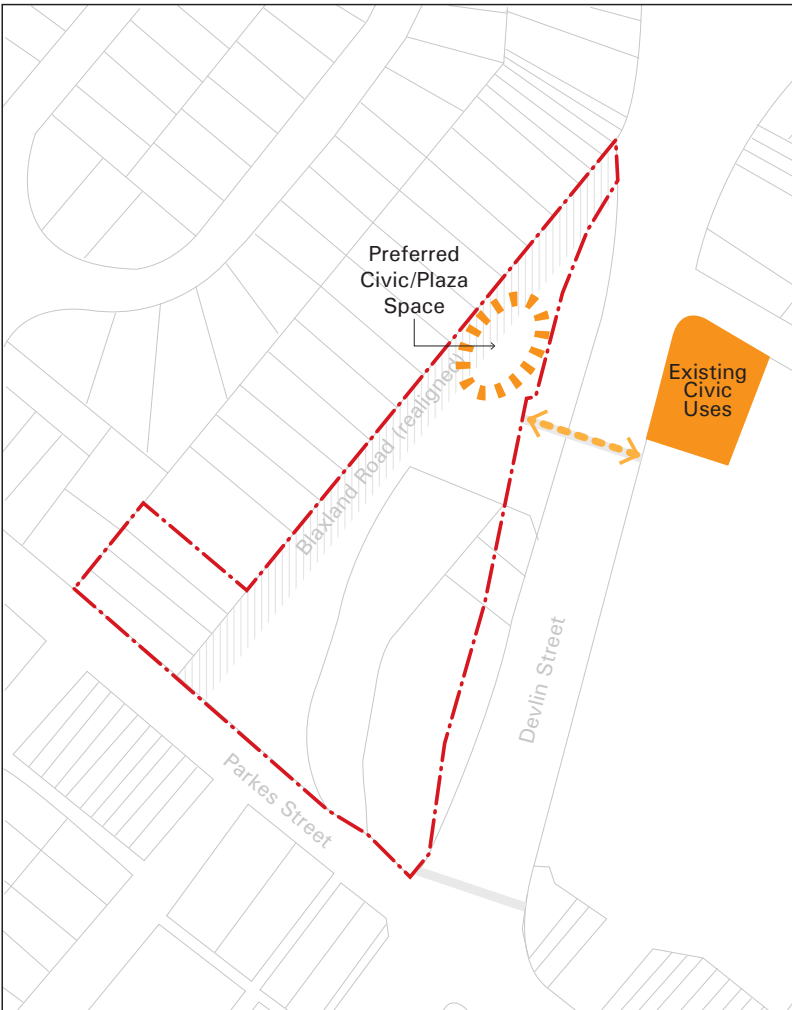 Preferred
Civic/Plaza
Space
Existing
Civic
Uses
Blaxland Road (realigned)
Devlin Street
Parkes Street